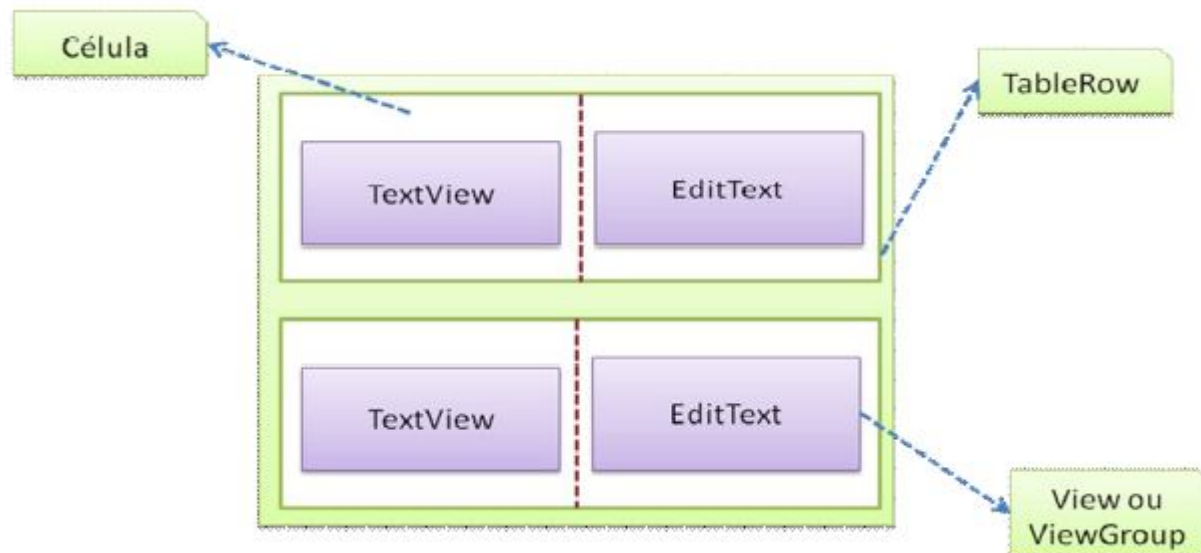 Célula
TableRow
TextView
EditText
TextView
EditText
View ou
ViewGroup